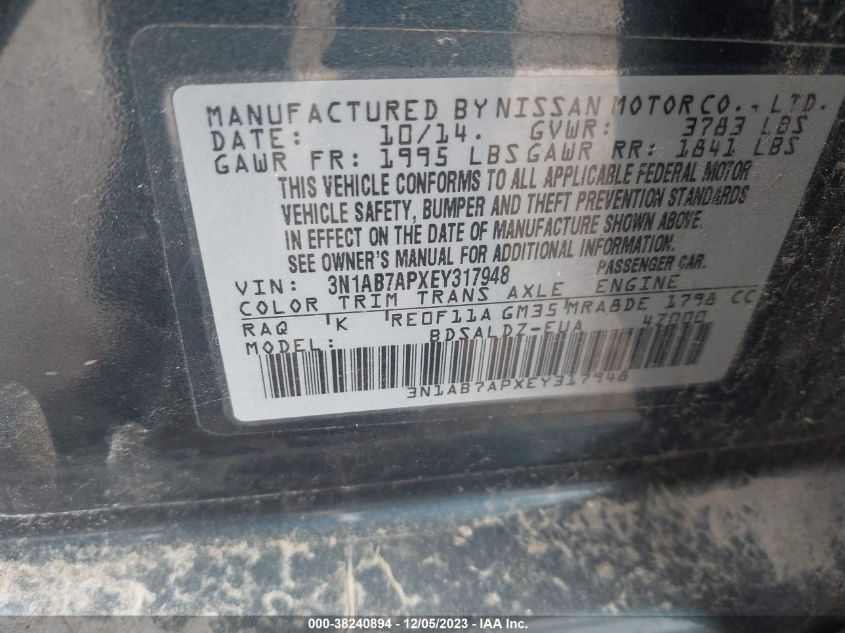 MANUFACTURED BY NISSAN MOTOR CO., LTD.
DATE: 10/14. GVWR: 3783 LBS
GAWR FR: 1995 LBS GAWR RR: 1841 LBS
THIS VEHICLE CONFORMS TO ALL APPLICABLE FEDERAL MOTOR
VEHICLE SAFETY, BUMPER AND THEFT PREVENTION STANDARDS
IN EFFECT ON THE DATE OF MANUFACTURE SHOWN ABOVE.
SEE OWNER'S MANUAL FOR ADDITIONAL INFORMATION.
VIN: 3N1AB7APXEY317948 PASSENGER CAR.
COLOR TRIM TRANS AXLE ENGINE
RAQ K RE0F11A GM35 MRA8DE 1798 CC
MODEL: BDSALDZ-EUA 47000
3N1AB7APXEY317948
000-38240894 - 12/05/2023 - IAA Inc.